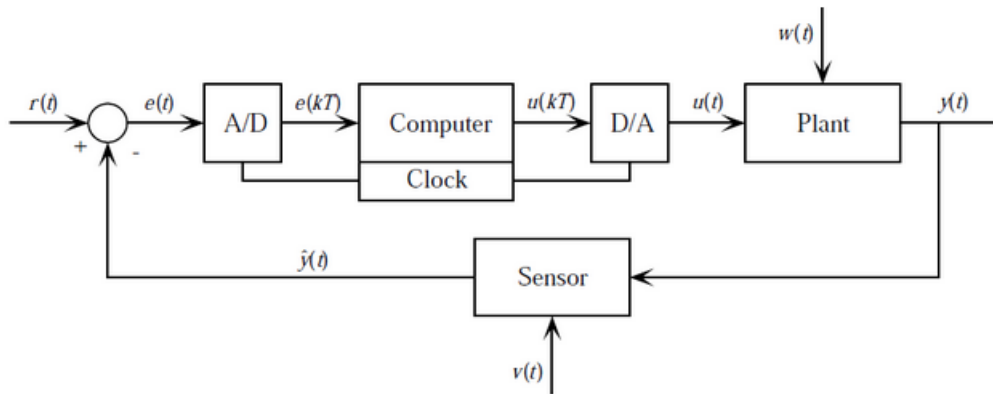 w(t)
r(t)
e(t)
A/D
e(kT)
Computer
u(kT)
D/A
u(t)
Plant
y(t)
+
-
Clock
ŷ(t)
Sensor
v(t)